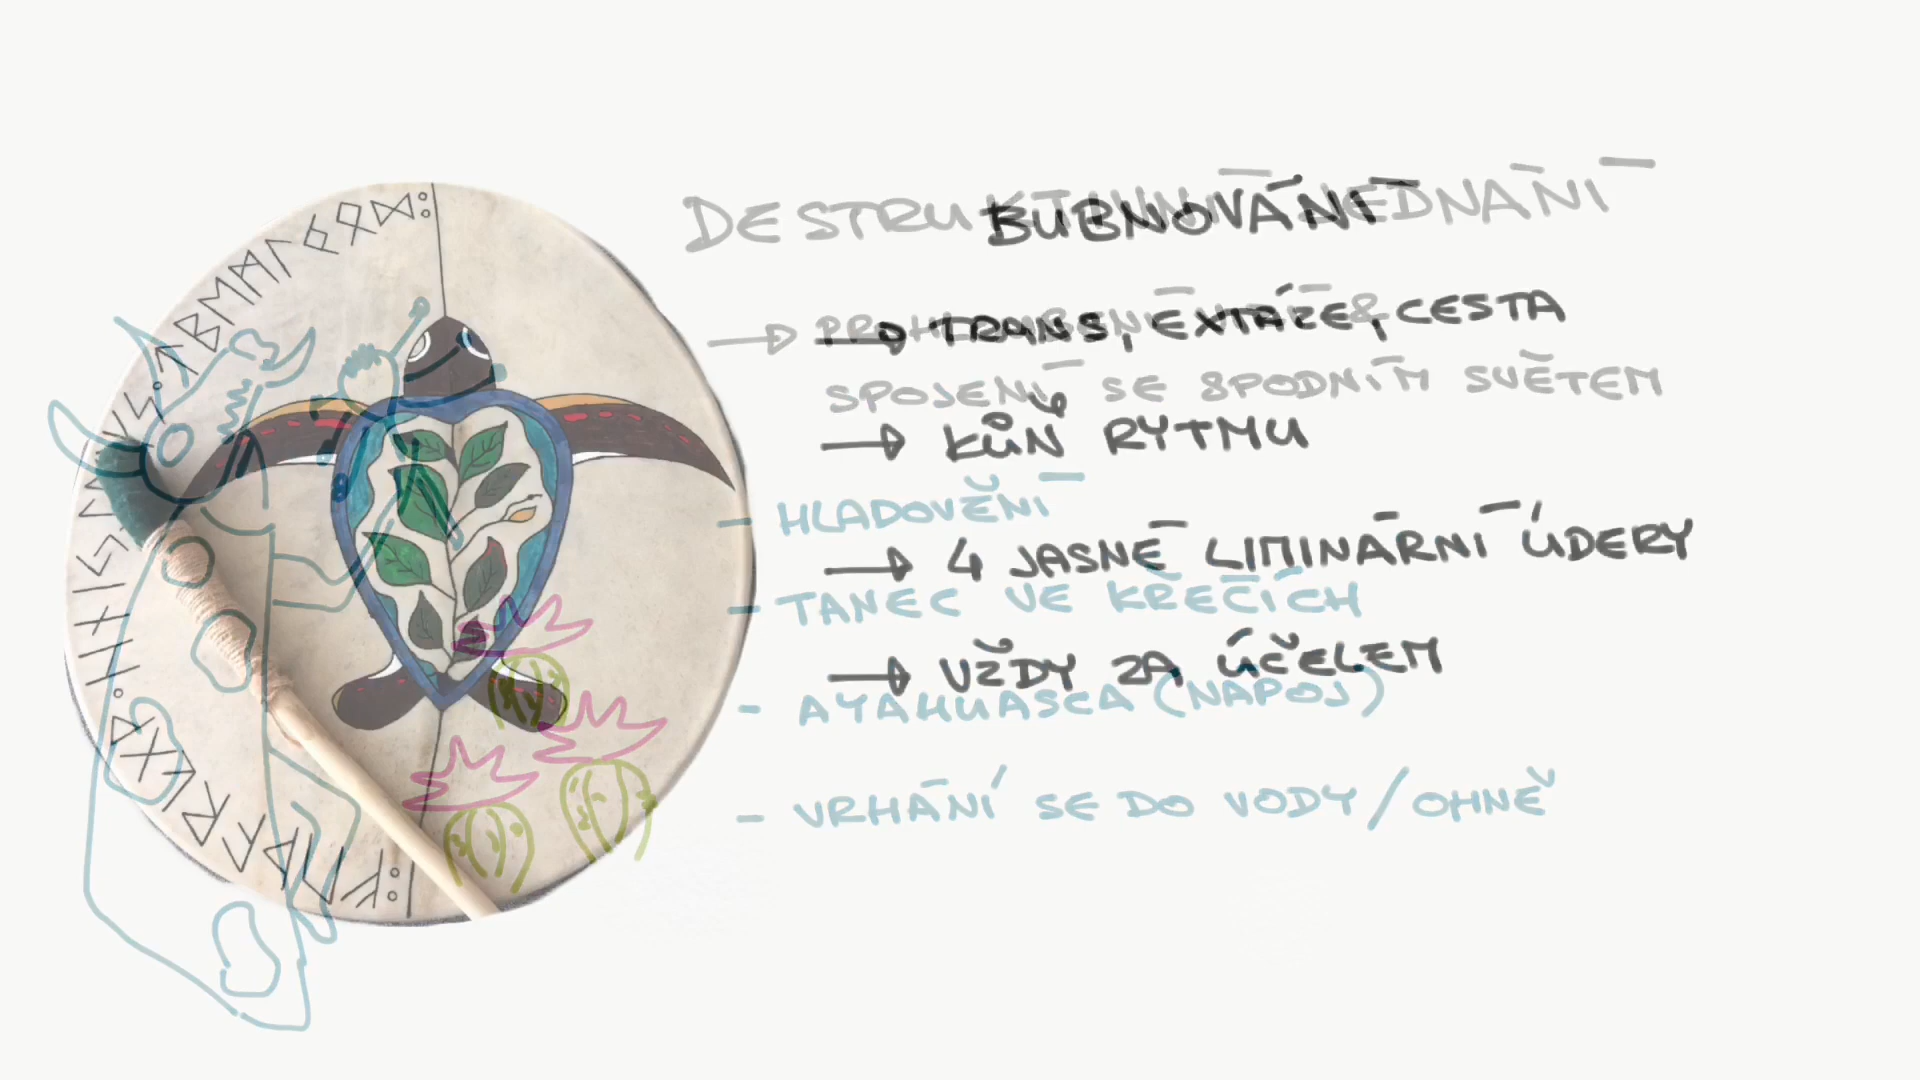 DESTRUKTIVNÍ JEDNÁNÍ
BUBNOVÁNÍ
→ PROHLOUBENÍ &
→ TRANS, EXTÁZE, CESTA
SPOJENÍ SE SPODNÍM SVĚTEM
→ KŮŇ RYTMU
- HLADOVĚNÍ
→ 4 JASNÉ LIMINÁRNÍ ÚDERY
- TANEC VE KŘEČÍCH
→ VŽDY ZA ÚČELEM
- AYAHUASCA (NÁPOJ)
- VRHÁNÍ SE DO VODY/OHNĚ